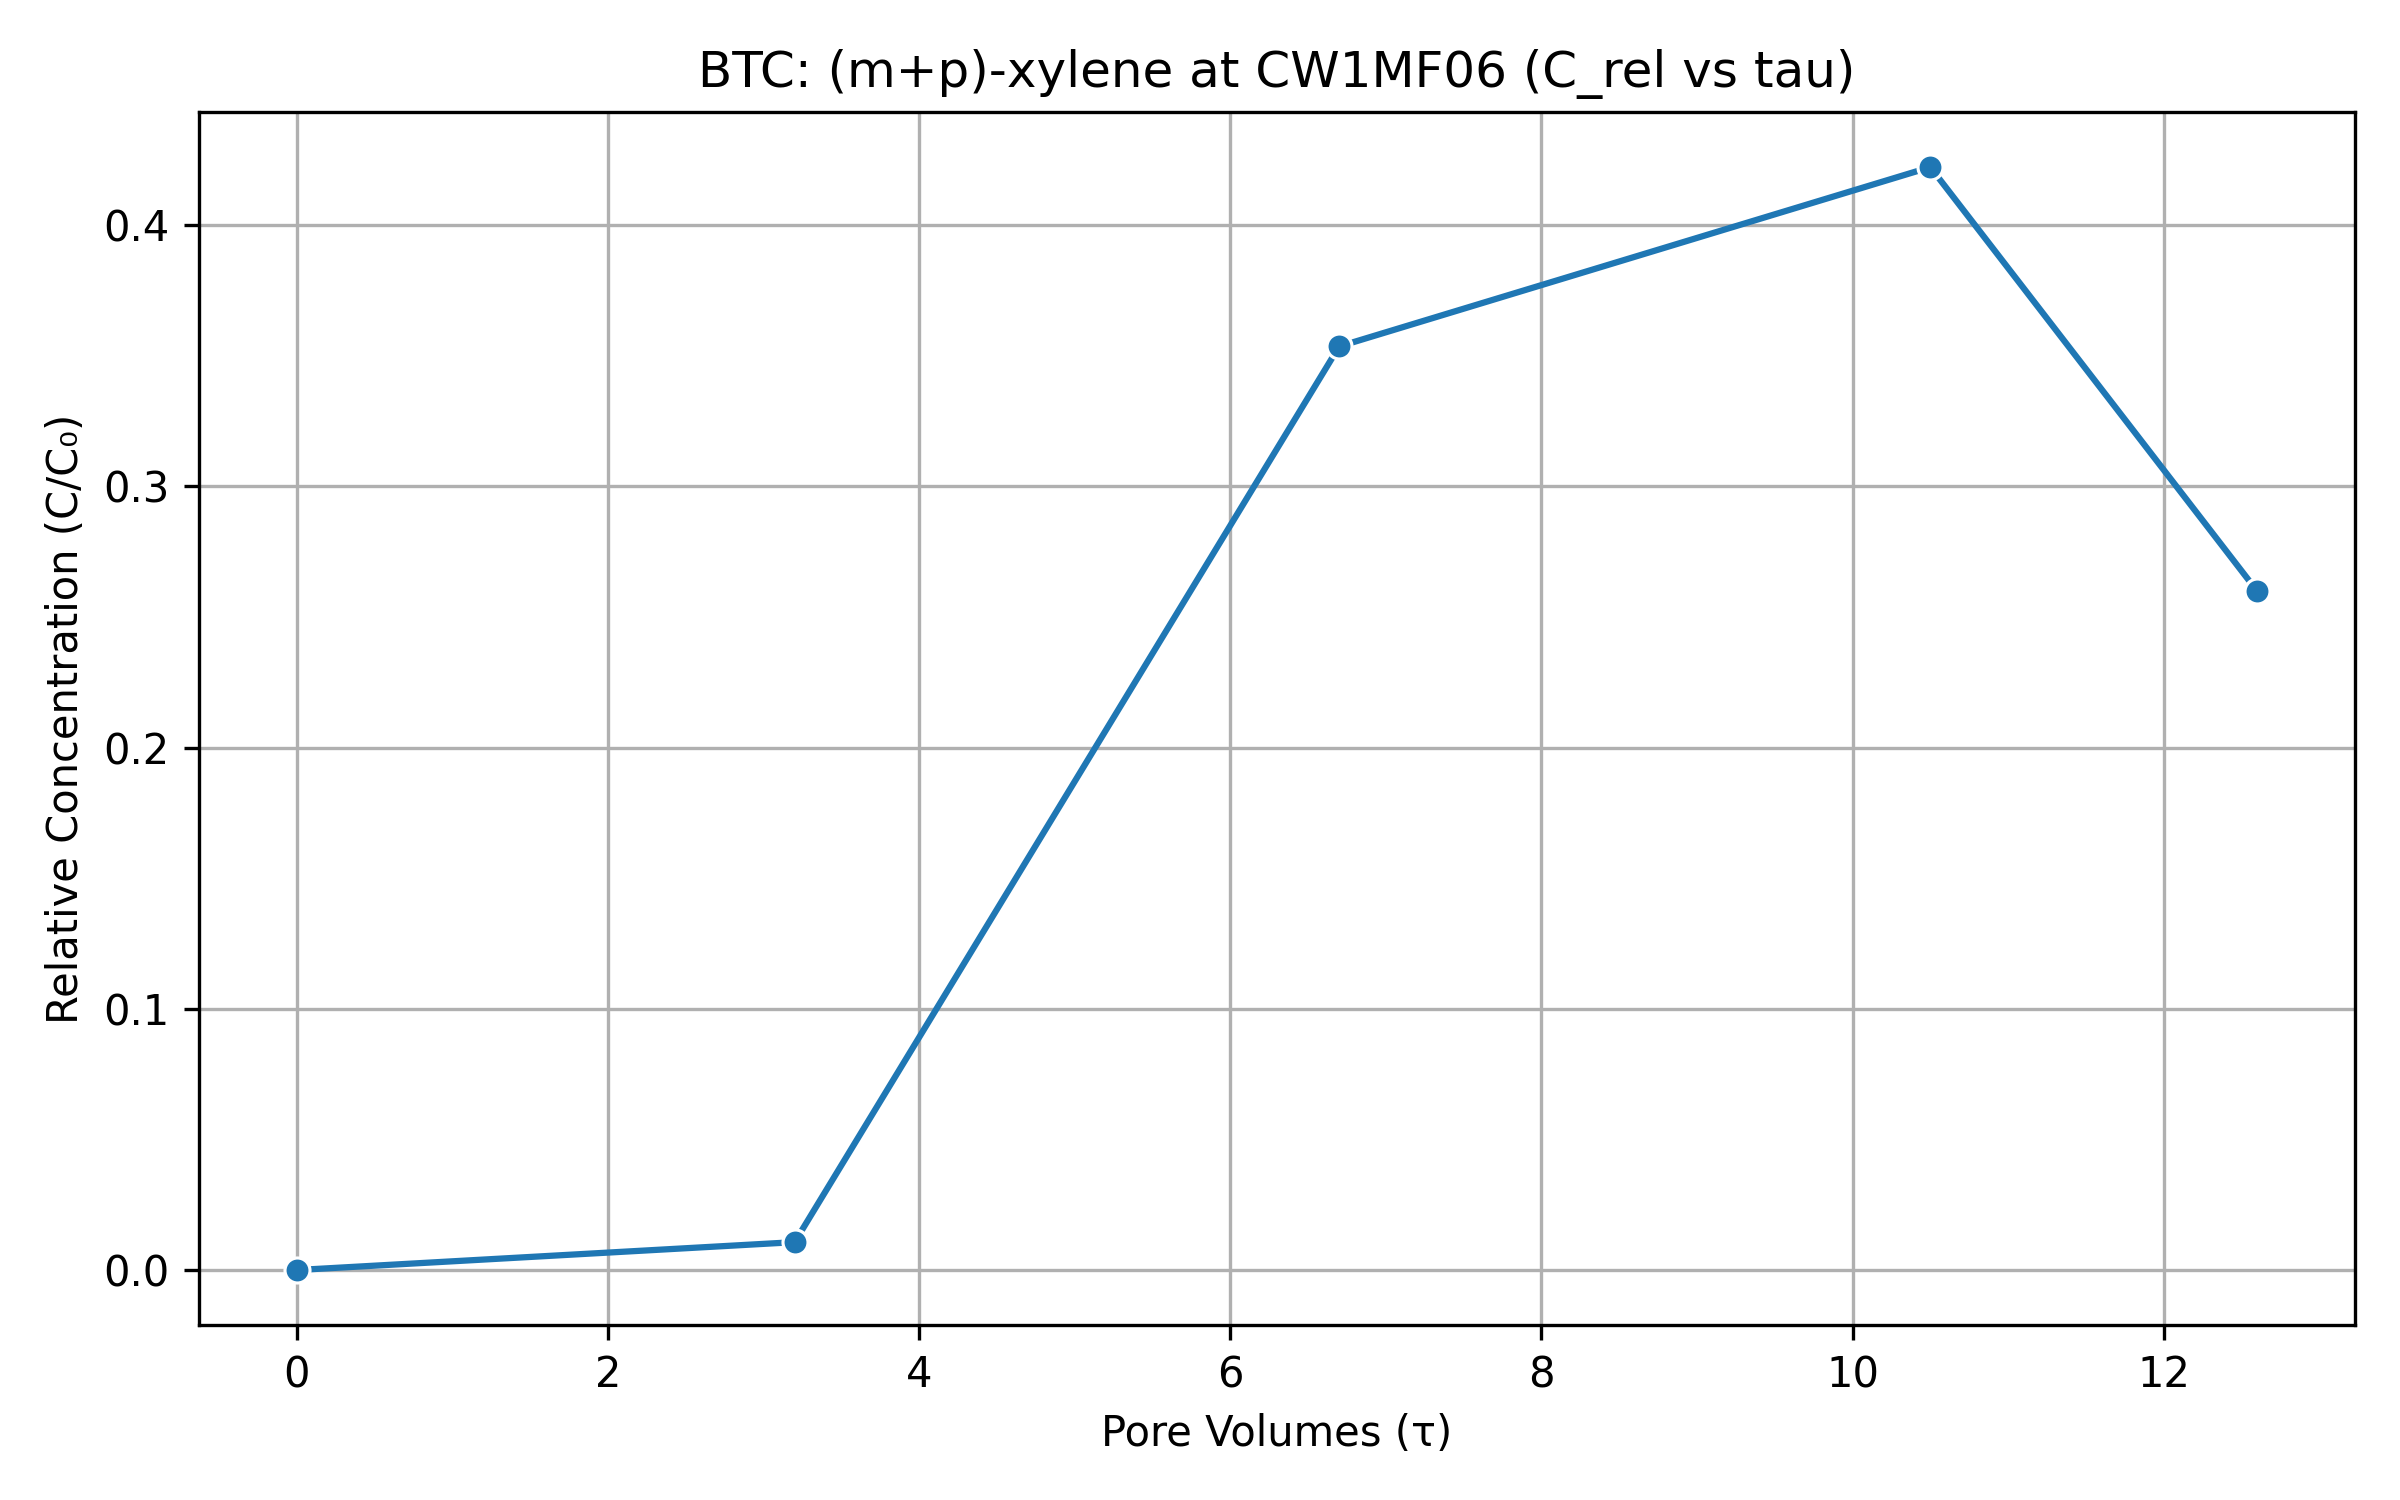 BTC: (m+p)-xylene at CW1MF06 (C_rel vs tau)
Relative Concentration (C/C₀)
0.4
0.3
0.2
0.1
0.0
0 2 4 6 8 10 12
Pore Volumes (τ)